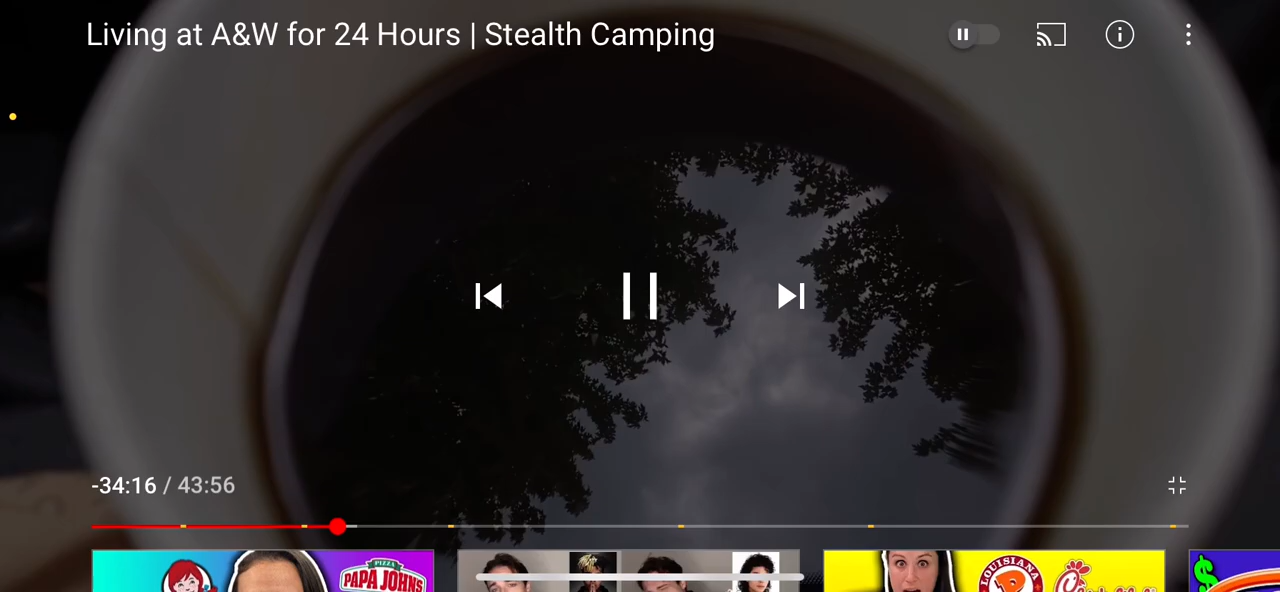 Living at A&W for 24 Hours | Stealth Camping
-34:16 / 43:56
PIZZA
PAPA JOHNS
LOUISIANA